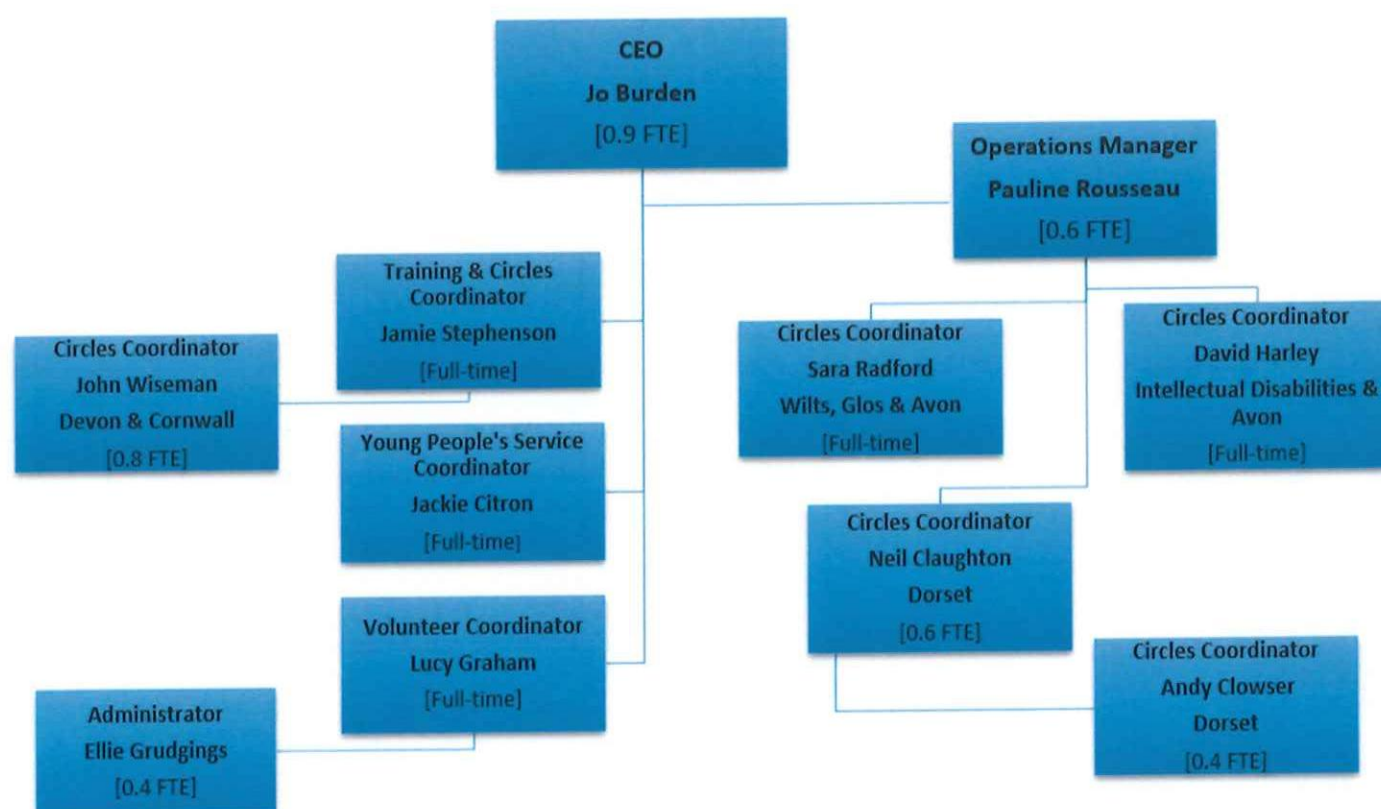 CEO
Jo Burden
[0.9 FTE]
Operations Manager
Pauline Rousseau
[0.6 FTE]
Training & Circles
Coordinator
Jamie Stephenson
[Full-time]
Circles Coordinator
John Wiseman
Devon & Cornwall
[0.8 FTE]
Young People's Service
Coordinator
Jackie Citron
[Full-time]
Volunteer Coordinator
Lucy Graham
[Full-time]
Administrator
Ellie Grudgings
[0.4 FTE]
Circles Coordinator
Sara Radford
Wilts, Glos & Avon
[Full-time]
Circles Coordinator
David Harley
Intellectual Disabilities &
Avon
[Full-time]
Circles Coordinator
Neil Claughton
Dorset
[0.6 FTE]
Circles Coordinator
Andy Clowser
Dorset
[0.4 FTE]